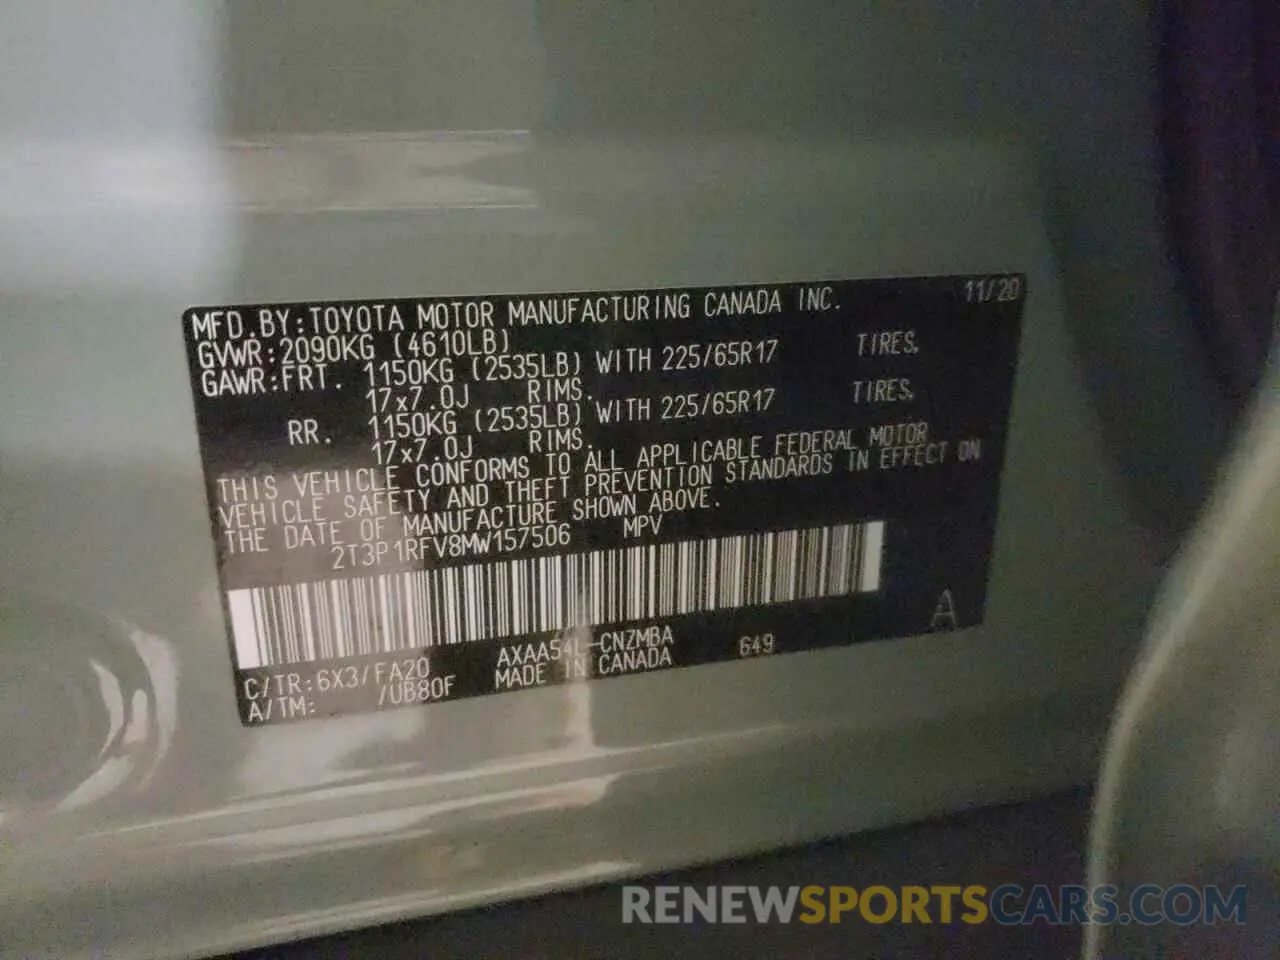 MFD.BY:TOYOTA MOTOR MANUFACTURING CANADA INC. 11/20
GVWR:2090KG (4610LB)
GAWR:FRT. 1150KG (2535LB) WITH 225/65R17 TIRES,
17x7.0J RIMS.
RR. 1150KG (2535LB) WITH 225/65R17 TIRES,
17x7.0J RIMS.
THIS VEHICLE CONFORMS TO ALL APPLICABLE FEDERAL MOTOR
VEHICLE SAFETY AND THEFT PREVENTION STANDARDS IN EFFECT ON
THE DATE OF MANUFACTURE SHOWN ABOVE.
2T3P1RFV8MW157506 MPV
A
C/TR:6X3/FA20 AXAA54L-CNZMBA 649
A/TM: /UB80F MADE IN CANADA
RENEWSPORTSCARS.COM